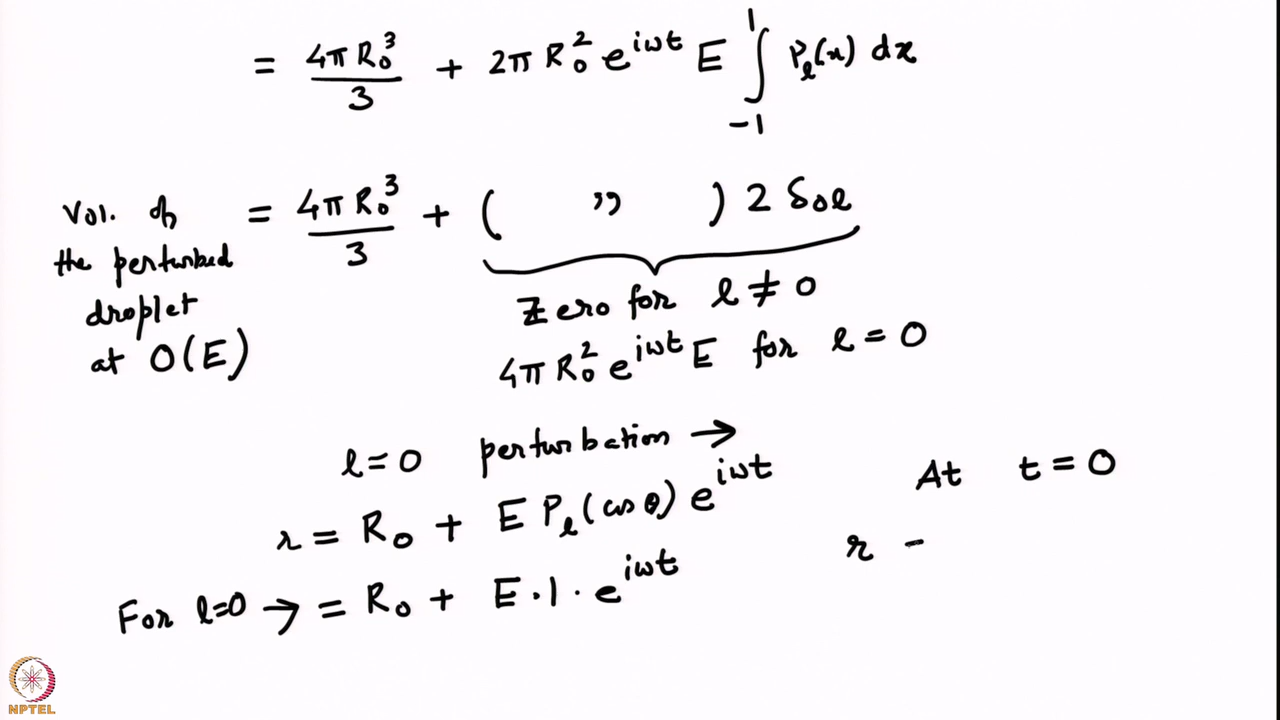 = 4πR₀³/3 + 2πR₀² e^{iωt} E ∫_{-1}^{1} P_l(x) dx
Vol. of the perturbed droplet at O(E) = 4πR₀³/3 + ( ” ) 2 δ₀l
Zero for l ≠ 0
4πR₀² e^{iωt} E for l = 0
l = 0 perturbation →
r = R₀ + E P_l(cos θ) e^{iωt}
For l=0 → = R₀ + E·1·e^{iωt}
At t = 0
r -
NPTEL